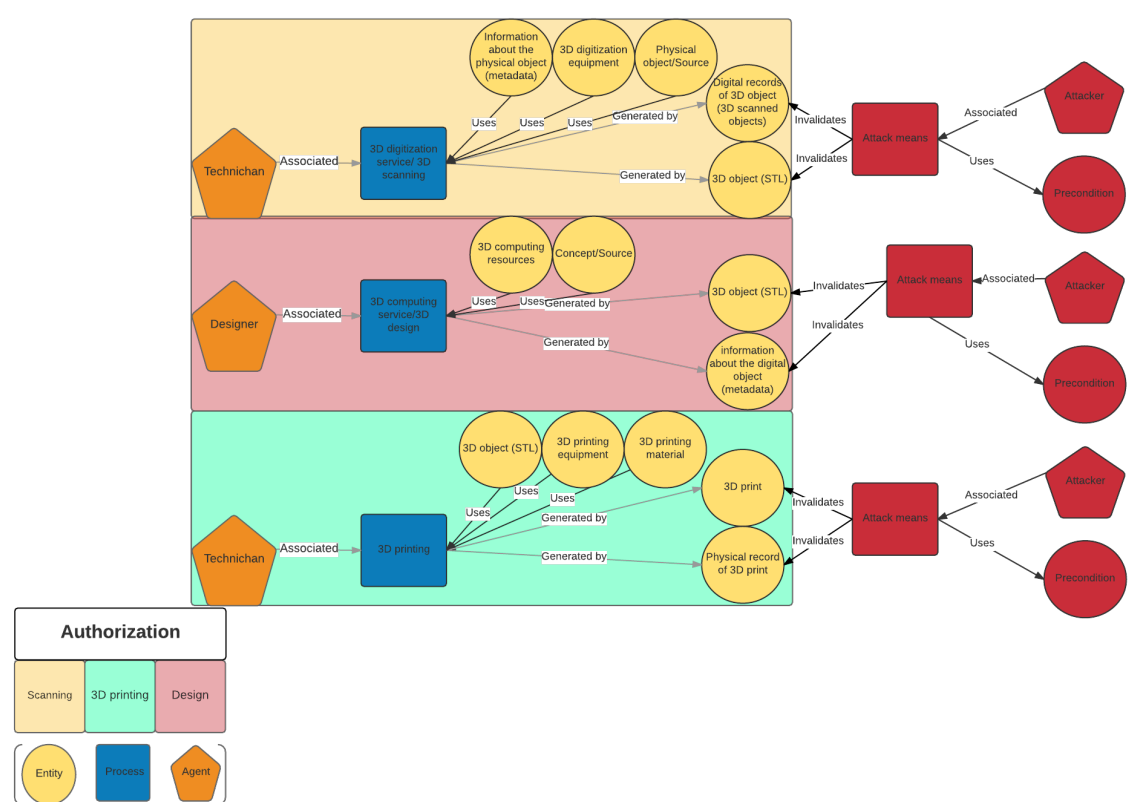 Information
about the
physical object
(metadata)
3D digitization
equipment
Physical
object/Source
Digital records
of 3D object
(3D scanned
objects)
Uses
Uses
Uses
Generated by
Technichan
Associated
3D digitization
service/ 3D
scanning
Generated by
3D object (STL)
Invalidates
Invalidates
Attack means
Associated
Attacker
Uses
Precondition
3D computing
resources
Concept/Source
Designer
Associated
3D computing
service/3D
design
Uses
Uses
Generated by
Generated by
3D object (STL)
information
about the digital
object
(metadata)
Invalidates
Invalidates
Attack means
Associated
Attacker
Uses
Precondition
3D object (STL)
3D printing
equipment
3D printing
material
Uses
Uses
Uses
Generated by
Technichan
Associated
3D printing
Generated by
3D print
Physical record
of 3D print
Invalidates
Invalidates
Attack means
Associated
Attacker
Uses
Precondition
Authorization
Scanning
3D printing
Design
Entity
Process
Agent